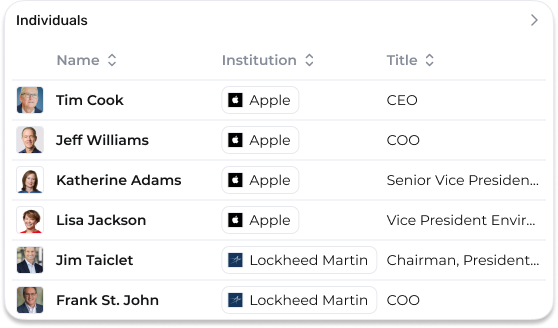 Individuals
Name Institution Title
Tim Cook Apple CEO
Jeff Williams Apple COO
Katherine Adams Apple Senior Vice Presiden...
Lisa Jackson Apple Vice President Envir...
Jim Taiclet Lockheed Martin Chairman, President...
Frank St. John Lockheed Martin COO